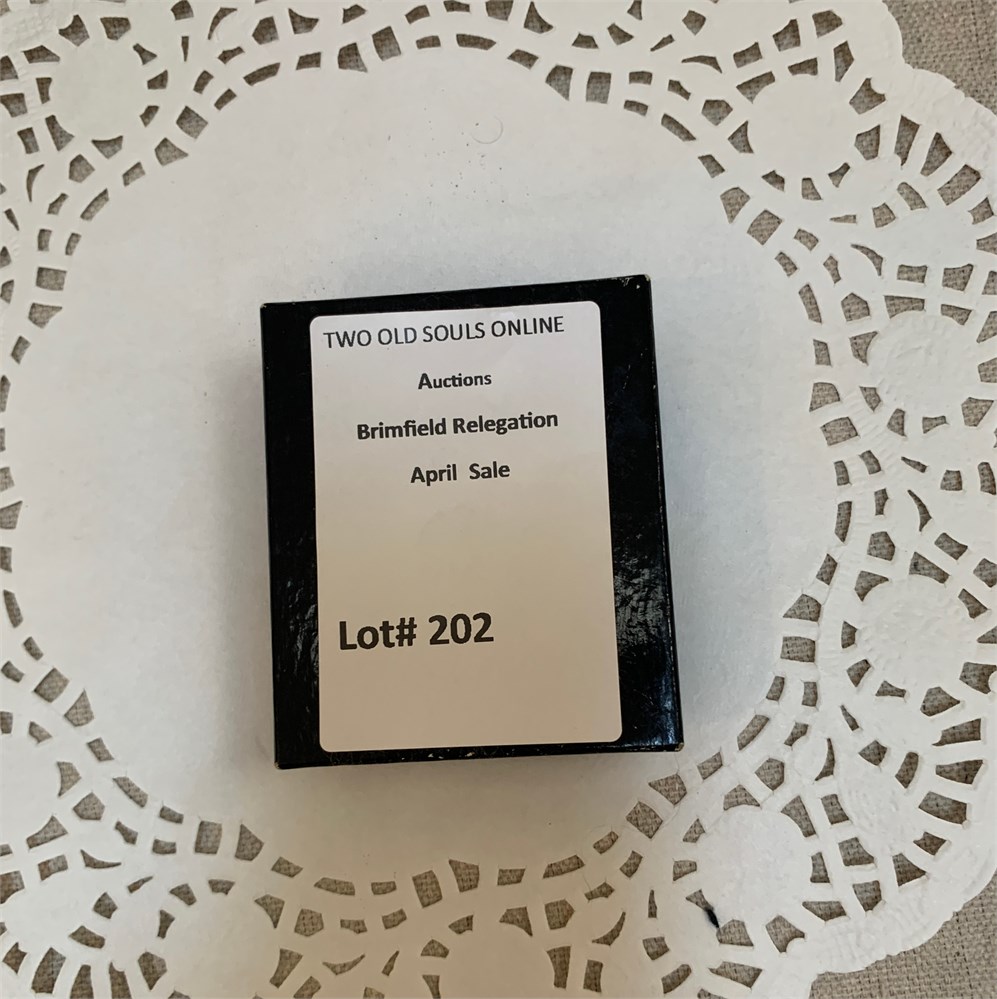 TWO OLD SOULS ONLINE
Auctions
Brimfield Relegation
April Sale
Lot# 202